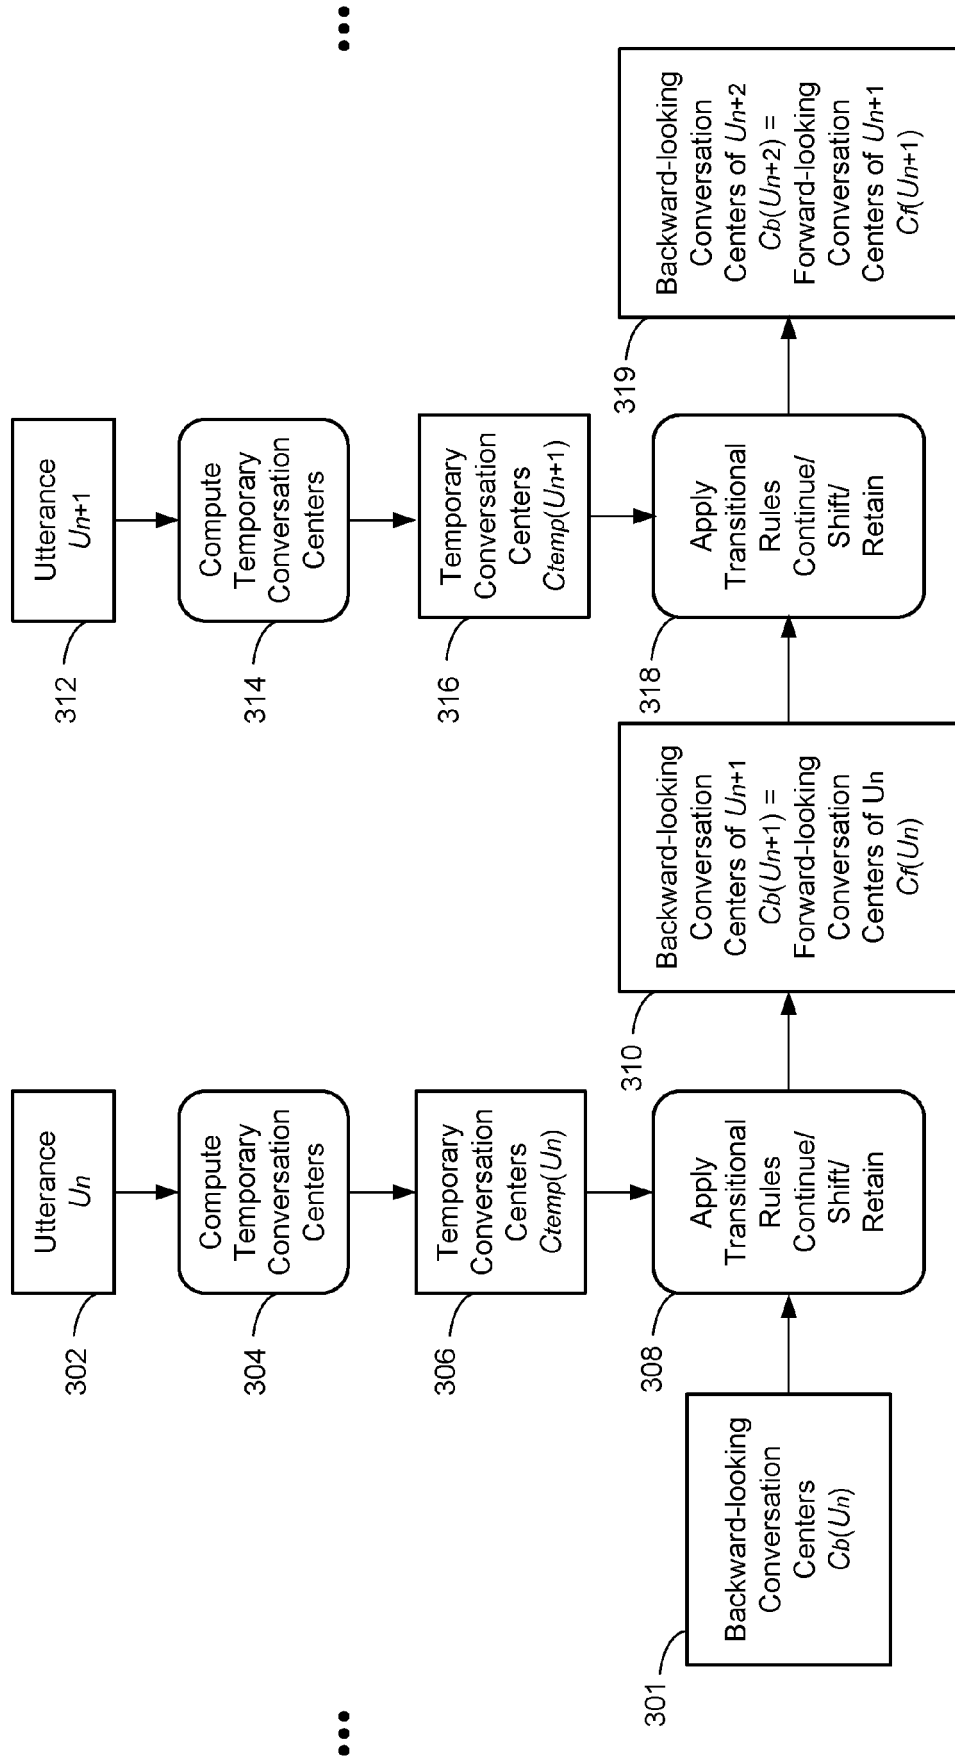 •••
•••
302
Utterance
Un
304
Compute
Temporary
Conversation
Centers
306
Temporary
Conversation
Centers
Ctemp(Un)
301
Backward-looking
Conversation
Centers
Cb(Un)
308
Apply
Transitional
Rules
Continue/
Shift/
Retain
310
Backward-looking
Conversation
Centers of Un+1
Cb(Un+1) =
Forward-looking
Conversation
Centers of Un
Cf(Un)
312
Utterance
Un+1
314
Compute
Temporary
Conversation
Centers
316
Temporary
Conversation
Centers
Ctemp(Un+1)
318
Apply
Transitional
Rules
Continue/
Shift/
Retain
319
Backward-looking
Conversation
Centers of Un+2
Cb(Un+2) =
Forward-looking
Conversation
Centers of Un+1
Cf(Un+1)